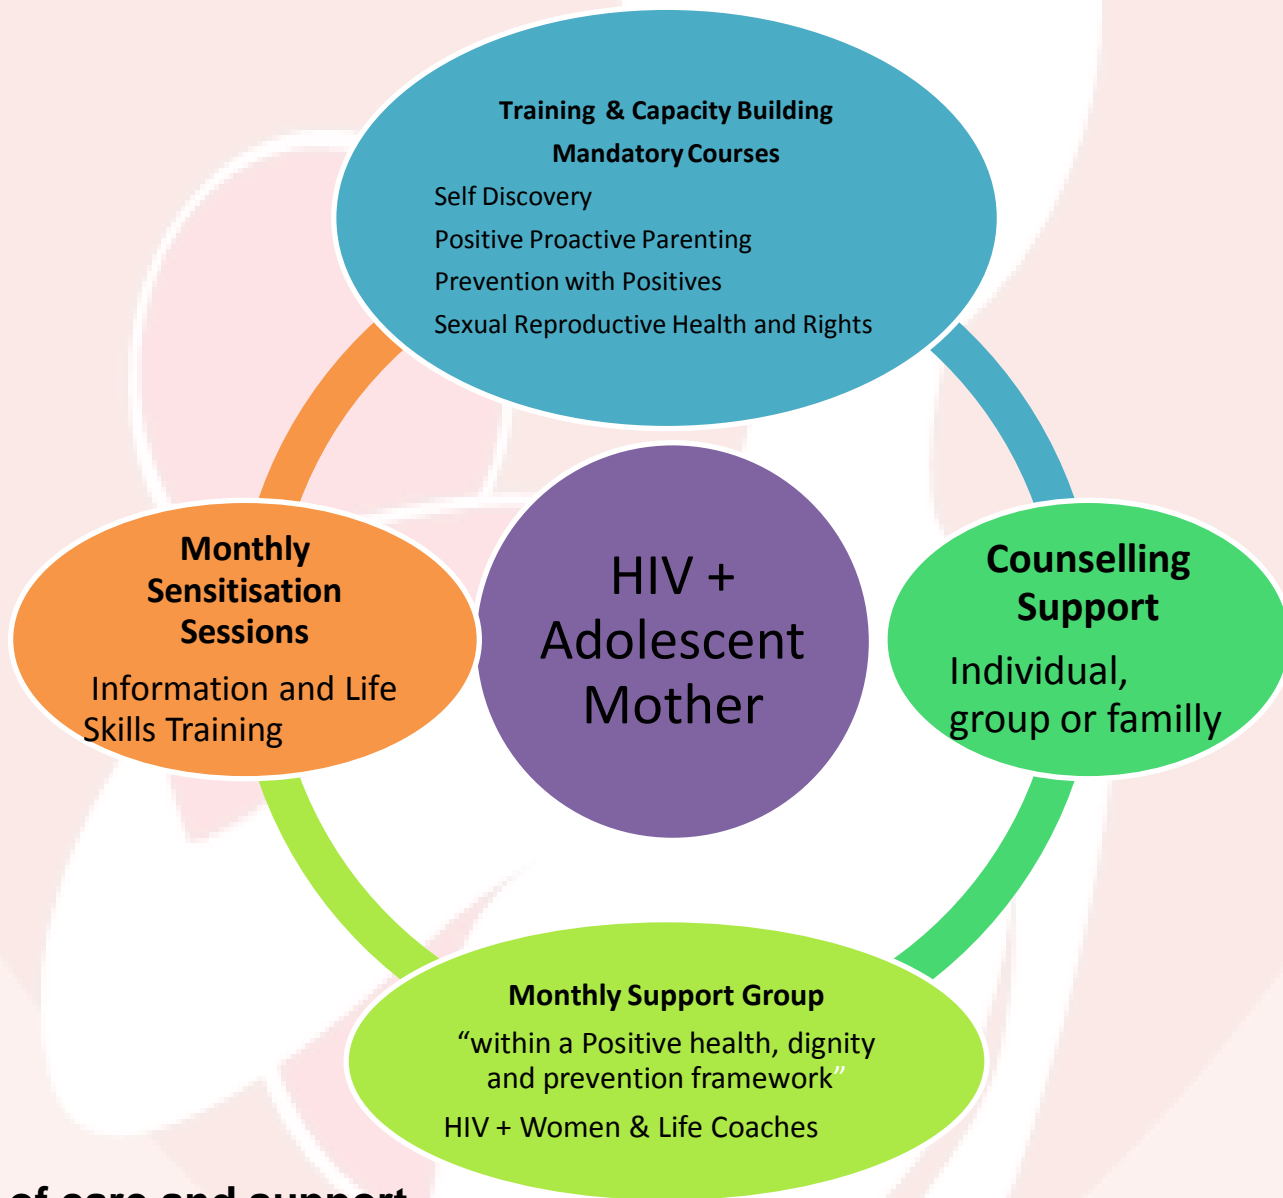 Training & Capacity Building
Mandatory Courses
Self Discovery
Positive Proactive Parenting
Prevention with Positives
Sexual Reproductive Health and Rights
Monthly
Sensitisation
Sessions
Information and Life
Skills Training
HIV +
Adolescent
Mother
Counselling
Support
Individual,
group or familly
Monthly Support Group
“within a Positive health, dignity
and prevention framework”
HIV + Women & Life Coaches
of care and support